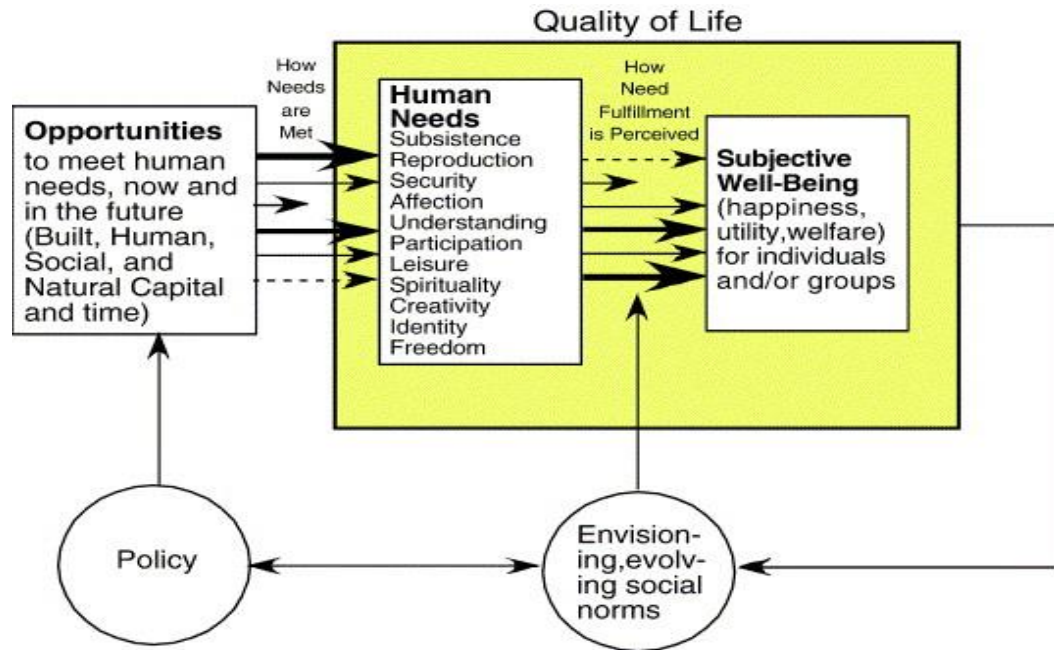 Quality of Life
How
Needs
are
Met
How
Need
Fulfillment
is Perceived
Opportunities
to meet human
needs, now and
in the future
(Built, Human,
Social, and
Natural Capital
and time)
Human
Needs
Subsistence
Reproduction
Security
Affection
Understanding
Participation
Leisure
Spirituality
Creativity
Identity
Freedom
Subjective
Well-Being
(happiness,
utility,welfare)
for individuals
and/or groups
Policy
Envision-
ing,evolv-
ing social
norms